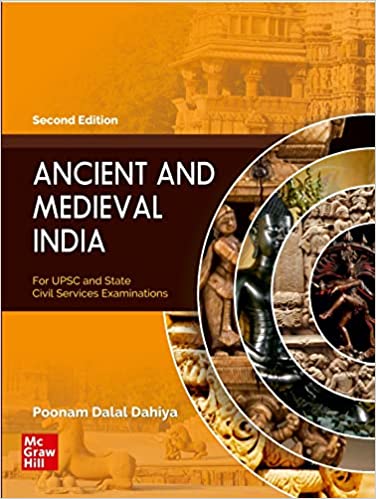 Second Edition
ANCIENT AND
MEDIEVAL
INDIA
For UPSC and State
Civil Services Examinations
Poonam Dalal Dahiya
Mc
Graw
Hill